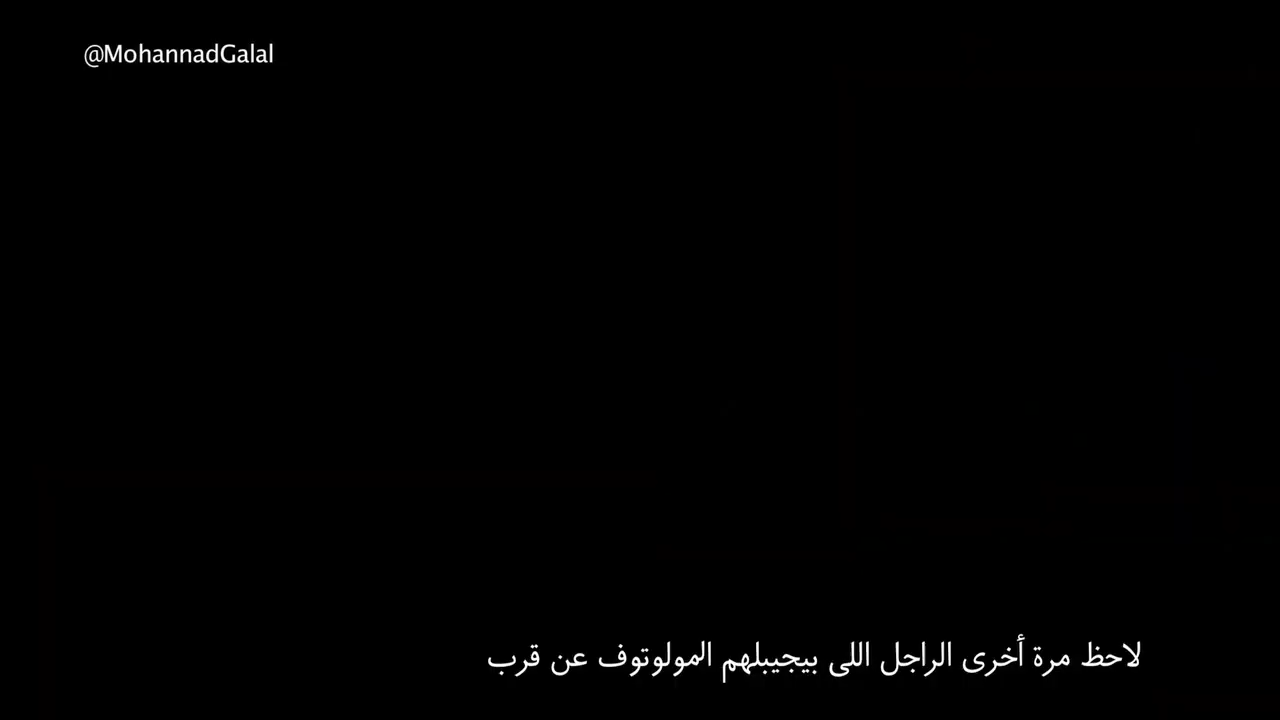 @MohannadGalal
لاحظ مرة أخرى الراجل اللى بيجيبلهم المولوتوف عن قرب